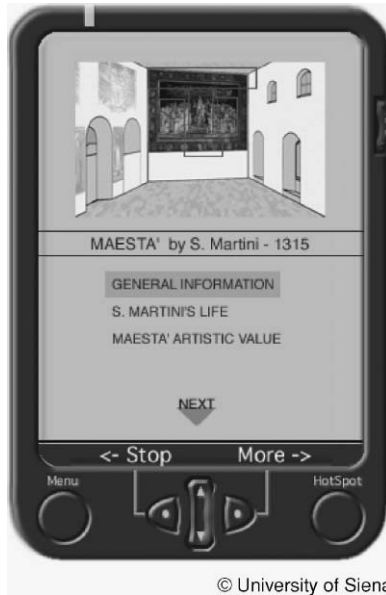 MAESTA' by S. Martini - 1315
GENERAL INFORMATION
S. MARTINI'S LIFE
MAESTA' ARTISTIC VALUE
NEXT
<- Stop More ->
Menu HotSpot
© University of Siena